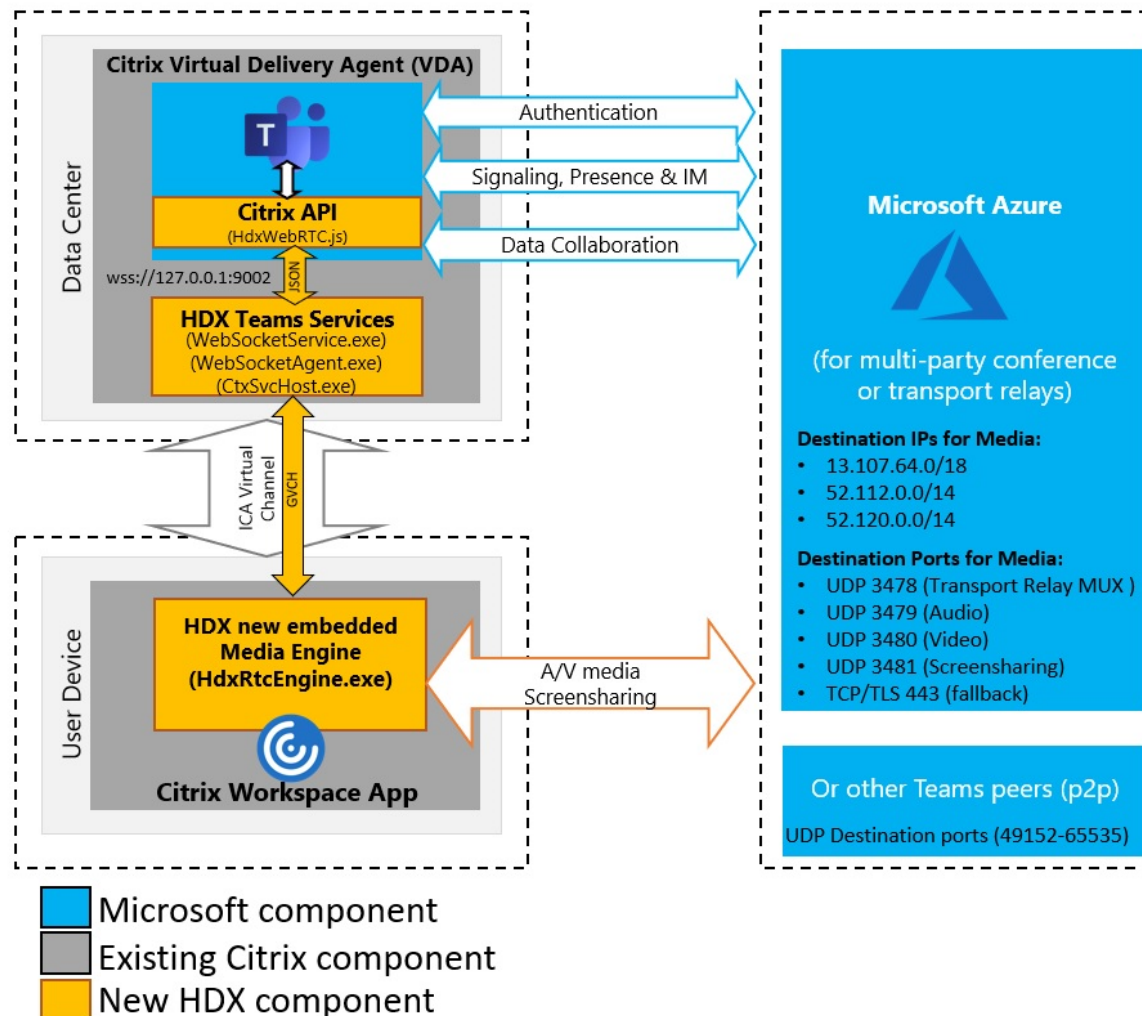 Data Center
Citrix Virtual Delivery Agent (VDA)
T
Citrix API
(HdxWebRTC.js)
wss://127.0.0.1:9002
JSON
HDX Teams Services
(WebSocketService.exe)
(WebSocketAgent.exe)
(CtxSvcHost.exe)
Authentication
Signaling, Presence & IM
Data Collaboration
ICA Virtual
Channel
GVCH
User Device
HDX new embedded
Media Engine
(HdxRtcEngine.exe)
Citrix Workspace App
A/V media
Screensharing
Microsoft Azure
(for multi-party conference
or transport relays)
Destination IPs for Media:
• 13.107.64.0/18
• 52.112.0.0/14
• 52.120.0.0/14
Destination Ports for Media:
• UDP 3478 (Transport Relay MUX )
• UDP 3479 (Audio)
• UDP 3480 (Video)
• UDP 3481 (Screensharing)
• TCP/TLS 443 (fallback)
Or other Teams peers (p2p)
UDP Destination ports (49152-65535)
Microsoft component
Existing Citrix component
New HDX component